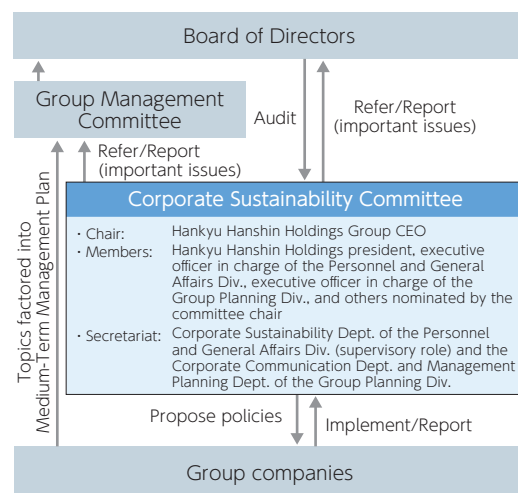 Board of Directors
Group Management
Committee
Audit
Refer/Report
(important issues)
Refer/Report
(important issues)
Topics factored into
Medium-Term Management Plan
Corporate Sustainability Committee
・Chair: Hankyu Hanshin Holdings Group CEO
・Members: Hankyu Hanshin Holdings president, executive
officer in charge of the Personnel and General
Affairs Div., executive officer in charge of the
Group Planning Div., and others nominated by the
committee chair
・Secretariat: Corporate Sustainability Dept. of the Personnel
and General Affairs Div. (supervisory role) and the
Corporate Communication Dept. and Management
Planning Dept. of the Group Planning Div.
Propose policies
Implement/Report
Group companies